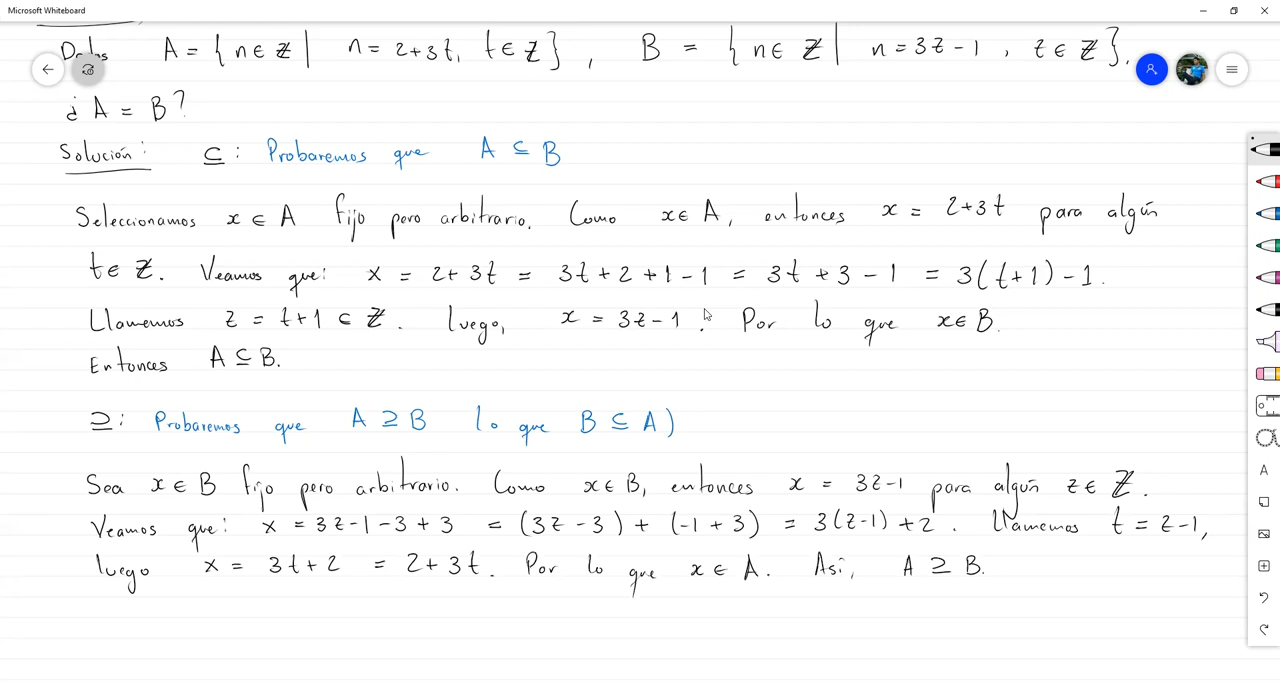 Microsoft Whiteboard
Dados A = { n ∈ ℤ | n = 2+3t, t ∈ ℤ } , B = { n ∈ ℤ | n = 3z-1 , z ∈ ℤ },
¿ A = B?
Solución: ⊆: Probaremos que A ⊆ B
Seleccionamos x ∈ A fijo pero arbitrario. Como x ∈ A, entonces x = 2+3t para algún
t ∈ ℤ. Veamos que: x = 2+3t = 3t+2+1-1 = 3t+3-1 = 3(t+1)-1.
Llamemos z = t+1 ∈ ℤ. luego, x = 3z-1. Por lo que x ∈ B.
Entonces A ⊆ B.
⊇: Probaremos que A ⊇ B lo que B ⊆ A)
Sea x ∈ B fijo pero arbitrario. Como x ∈ B, entonces x = 3z-1 para algún z ∈ ℤ.
Veamos que: x = 3z-1-3+3 = (3z-3)+(-1+3) = 3(z-1)+2. Llamemos t = z-1,
luego x = 3t+2 = 2+3t. Por lo que x ∈ A. Así, A ⊇ B.